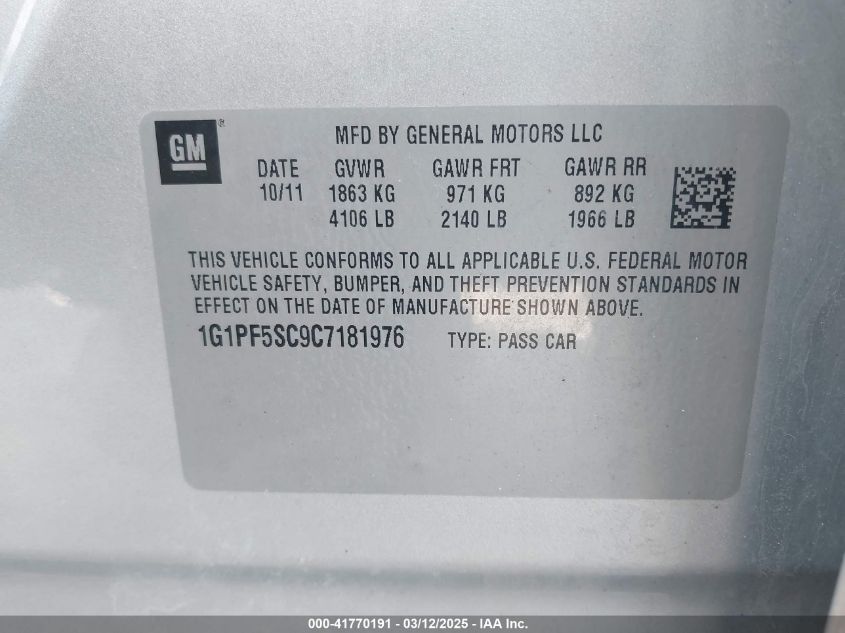 GM®
MFD BY GENERAL MOTORS LLC
DATE GVWR GAWR FRT GAWR RR
10/11 1863 KG 971 KG 892 KG
4106 LB 2140 LB 1966 LB
THIS VEHICLE CONFORMS TO ALL APPLICABLE U.S. FEDERAL MOTOR
VEHICLE SAFETY, BUMPER, AND THEFT PREVENTION STANDARDS IN
EFFECT ON THE DATE OF MANUFACTURE SHOWN ABOVE.
1G1PF5SC9C7181976 TYPE: PASS CAR
000-41770191 - 03/12/2025 - IAA Inc.